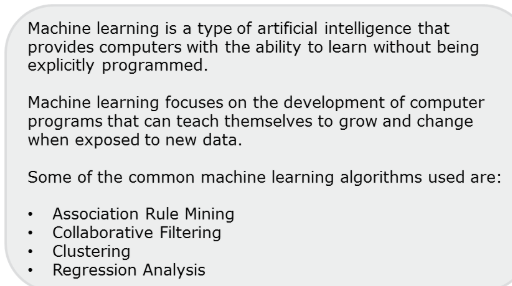 Machine learning is a type of artificial intelligence that
provides computers with the ability to learn without being
explicitly programmed.
Machine learning focuses on the development of computer
programs that can teach themselves to grow and change
when exposed to new data.
Some of the common machine learning algorithms used are:
• Association Rule Mining
• Collaborative Filtering
• Clustering
• Regression Analysis